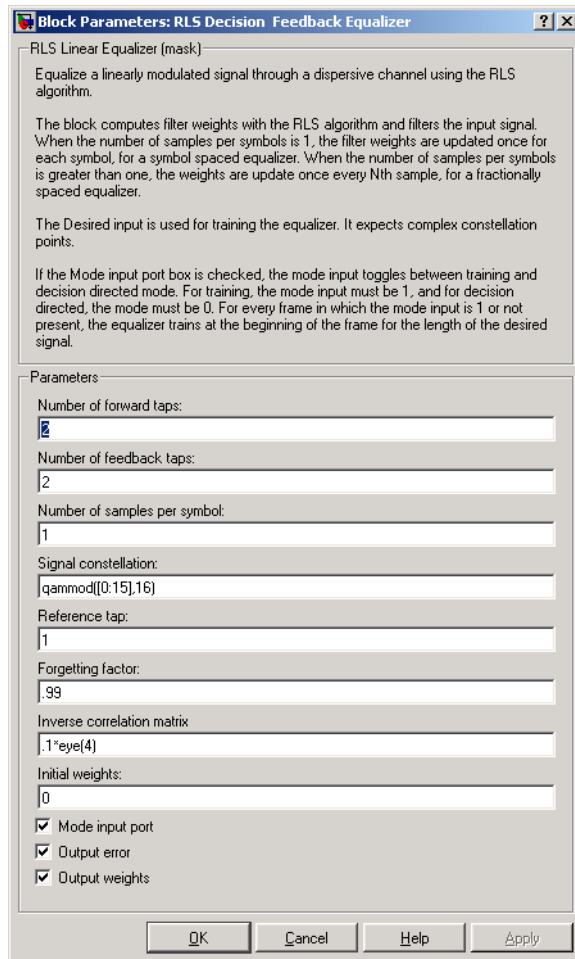 Block Parameters: RLS Decision Feedback Equalizer
RLS Linear Equalizer (mask)
Equalize a linearly modulated signal through a dispersive channel using the RLS
algorithm.
The block computes filter weights with the RLS algorithm and filters the input signal.
When the number of samples per symbols is 1, the filter weights are updated once for
each symbol, for a symbol spaced equalizer. When the number of samples per symbols
is greater than one, the weights are update once every Nth sample, for a fractionally
spaced equalizer.
The Desired input is used for training the equalizer. It expects complex constellation
points.
If the Mode input port box is checked, the mode input toggles between training and
decision directed mode. For training, the mode input must be 1, and for decision
directed, the mode must be 0. For every frame in which the mode input is 1 or not
present, the equalizer trains at the beginning of the frame for the length of the desired
signal.
Parameters
Number of forward taps:
2
Number of feedback taps:
2
Number of samples per symbol:
1
Signal constellation:
qammod([0:15],16)
Reference tap:
1
Forgetting factor:
.99
Inverse correlation matrix
.1*eye(4)
Initial weights:
0
Mode input port
Output error
Output weights
OK Cancel Help Apply